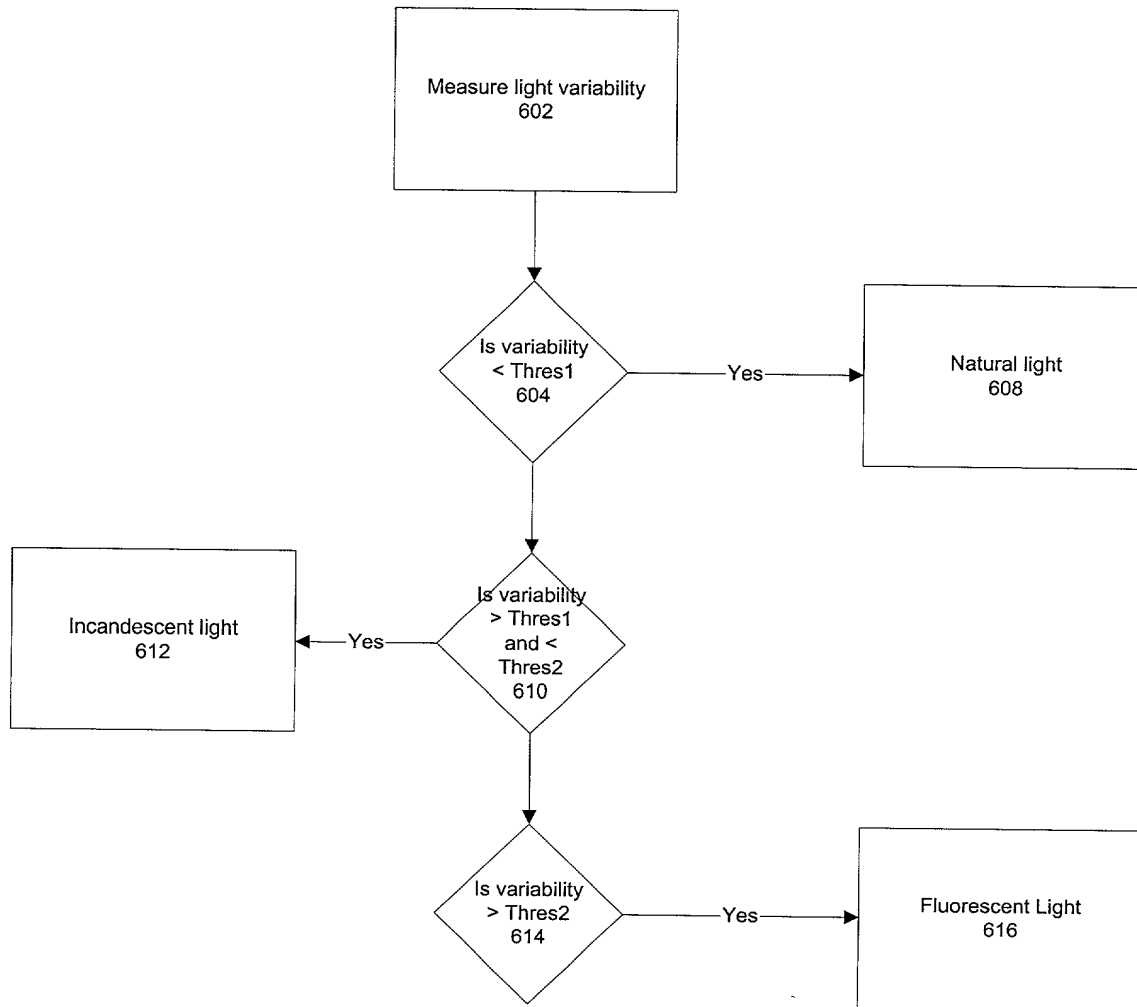 Measure light variability
602
Is variability
< Thres1
604
Yes
Natural light
608
Is variability
> Thres1
and <
Thres2
610
Yes
Incandescent light
612
Is variability
> Thres2
614
Yes
Fluorescent Light
616